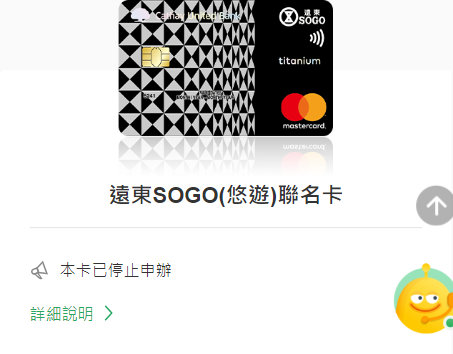 Cathay United Bank
遠東
SOGO
titanium
mastercard.
遠東SOGO(悠遊)聯名卡
本卡已停止申辦
詳細說明